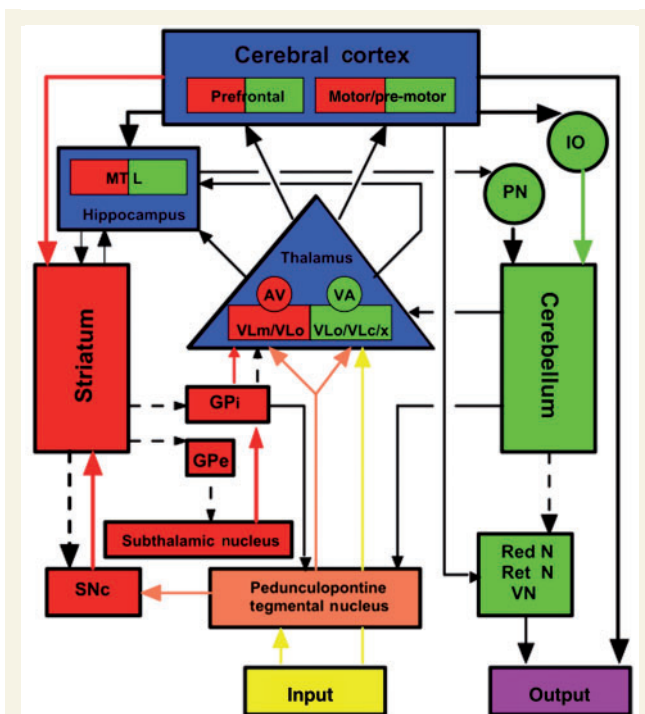 Cerebral cortex
Prefrontal
Motor/pre-motor
IO
MTL
PN
Hippocampus
Thalamus
AV
VA
VLm/VLo
VLo/VLc/x
Striatum
Cerebellum
GPi
GPe
Subthalamic nucleus
SNc
Pedunculopontine
tegmental nucleus
Red N
Ret N
VN
Input
Output